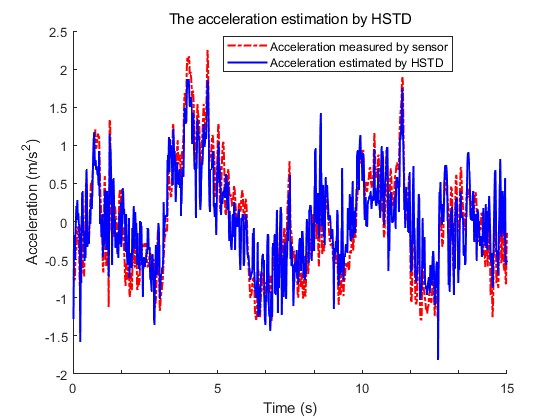 The acceleration estimation by HSTD
Acceleration measured by sensor
Acceleration estimated by HSTD
Acceleration (m/s²)
2.5
2
1.5
1
0.5
0
-0.5
-1
-1.5
-2
0 5 10 15
Time (s)